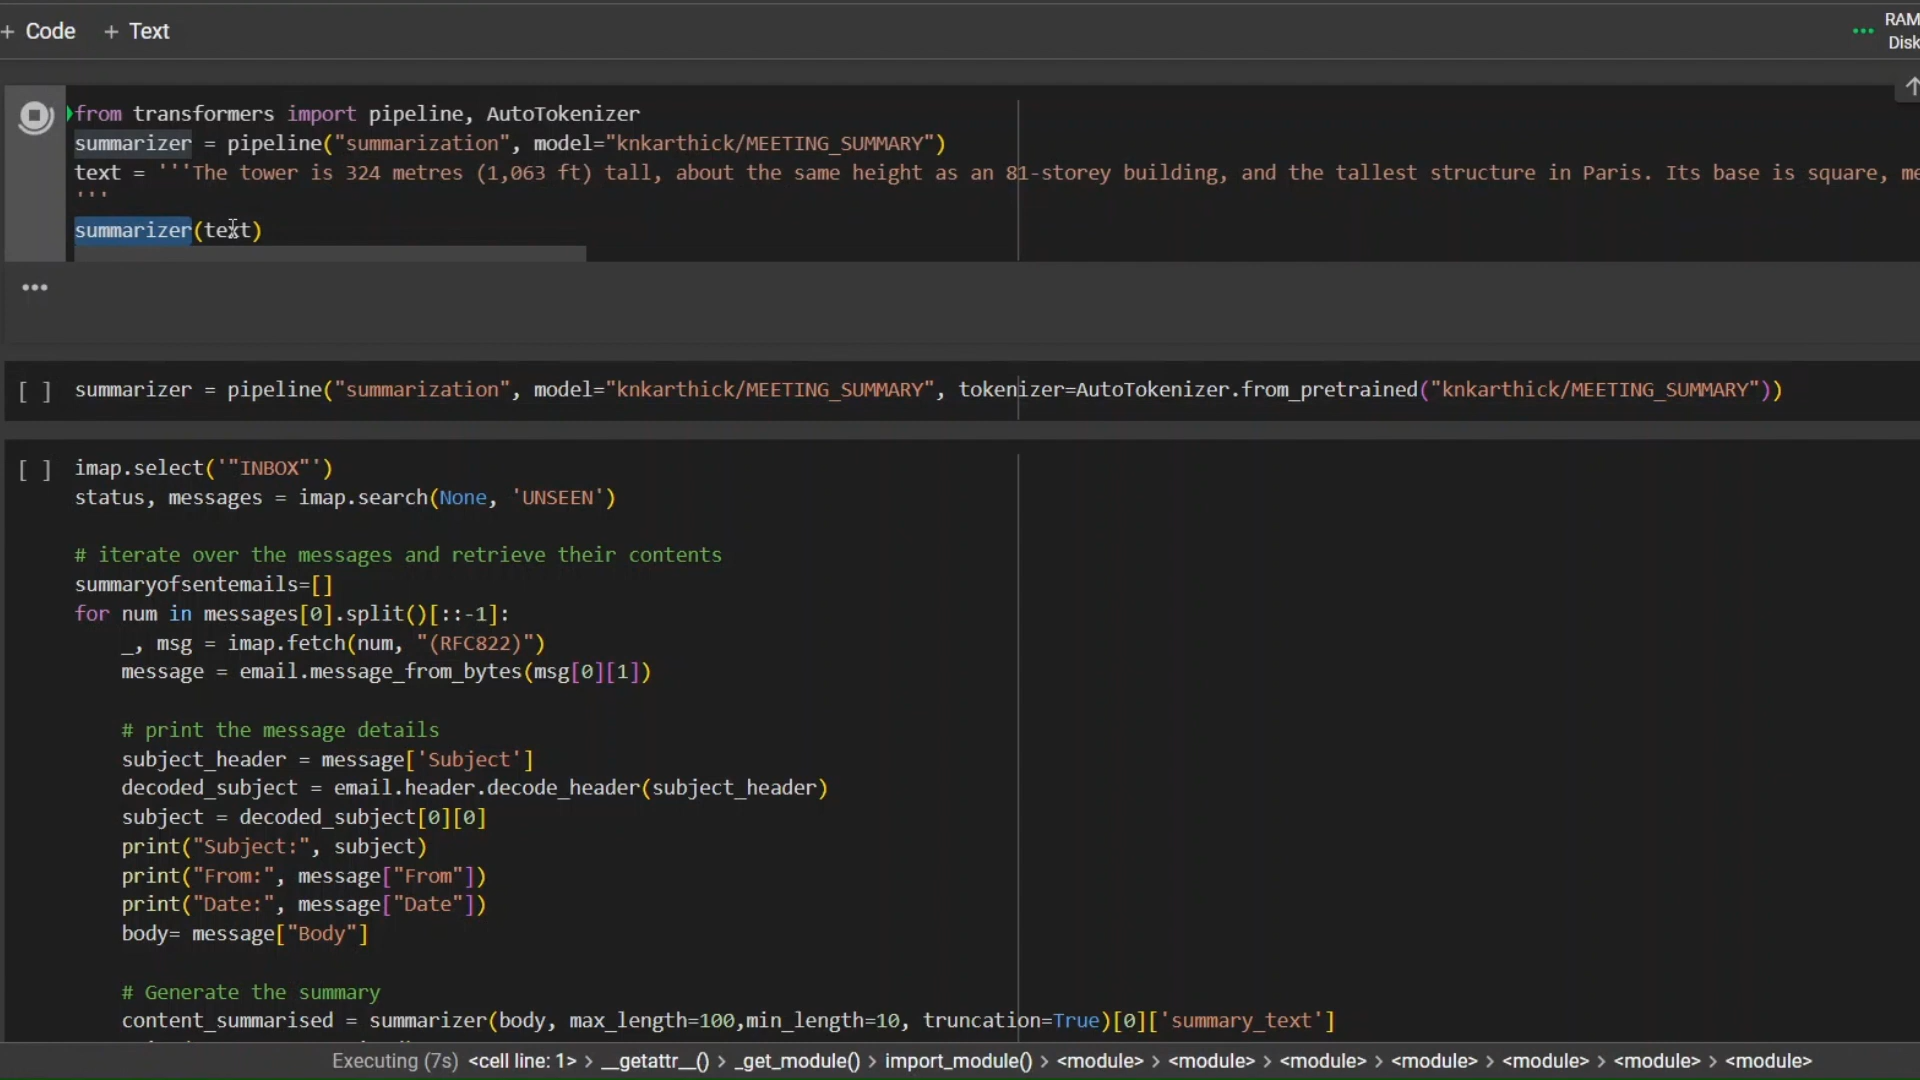 + Code + Text
RAM
Disk
from transformers import pipeline, AutoTokenizer
summarizer = pipeline("summarization", model="knkarthick/MEETING_SUMMARY")
text = '''The tower is 324 metres (1,063 ft) tall, about the same height as an 81-storey building, and the tallest structure in Paris. Its base is square, me
'''
summarizer(text)
[ ] summarizer = pipeline("summarization", model="knkarthick/MEETING_SUMMARY", tokenizer=AutoTokenizer.from_pretrained("knkarthick/MEETING_SUMMARY"))
[ ] imap.select('"INBOX"')
status, messages = imap.search(None, 'UNSEEN')
# iterate over the messages and retrieve their contents
summaryofsentemails=[]
for num in messages[0].split()[::-1]:
_, msg = imap.fetch(num, "(RFC822)")
message = email.message_from_bytes(msg[0][1])
# print the message details
subject_header = message['Subject']
decoded_subject = email.header.decode_header(subject_header)
subject = decoded_subject[0][0]
print("Subject:", subject)
print("From:", message["From"])
print("Date:", message["Date"])
body= message["Body"]
# Generate the summary
content_summarised = summarizer(body, max_length=100,min_length=10, truncation=True)[0]['summary_text']
Executing (7s) <cell line: 1> > __getattr__() > _get_module() > import_module() > <module> > <module> > <module> > <module> > <module> > <module> > <module>